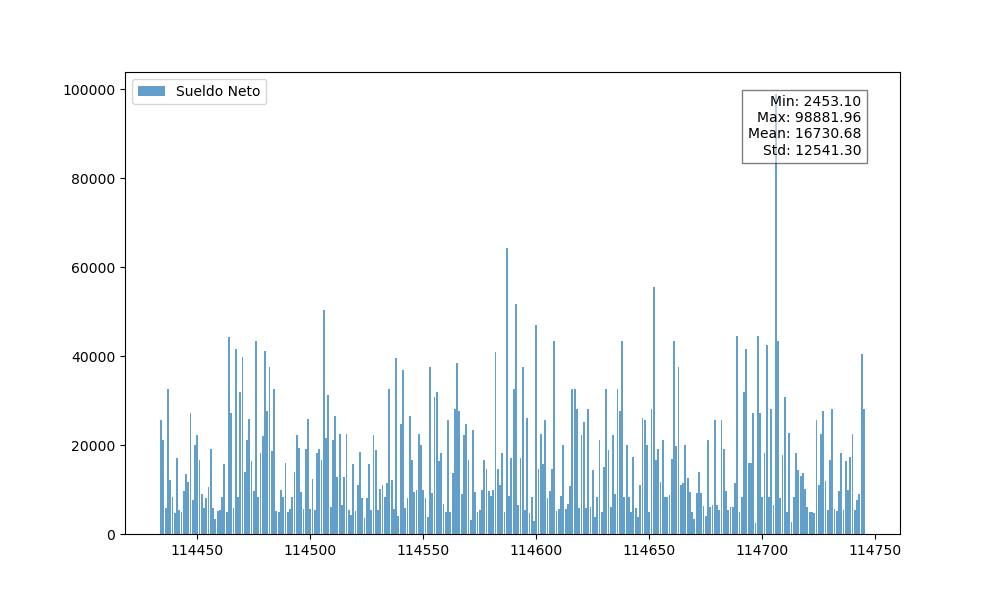 Sueldo Neto
Min: 2453.10
Max: 98881.96
Mean: 16730.68
Std: 12541.30
100000
80000
60000
40000
20000
0
114450 114500 114550 114600 114650 114700 114750